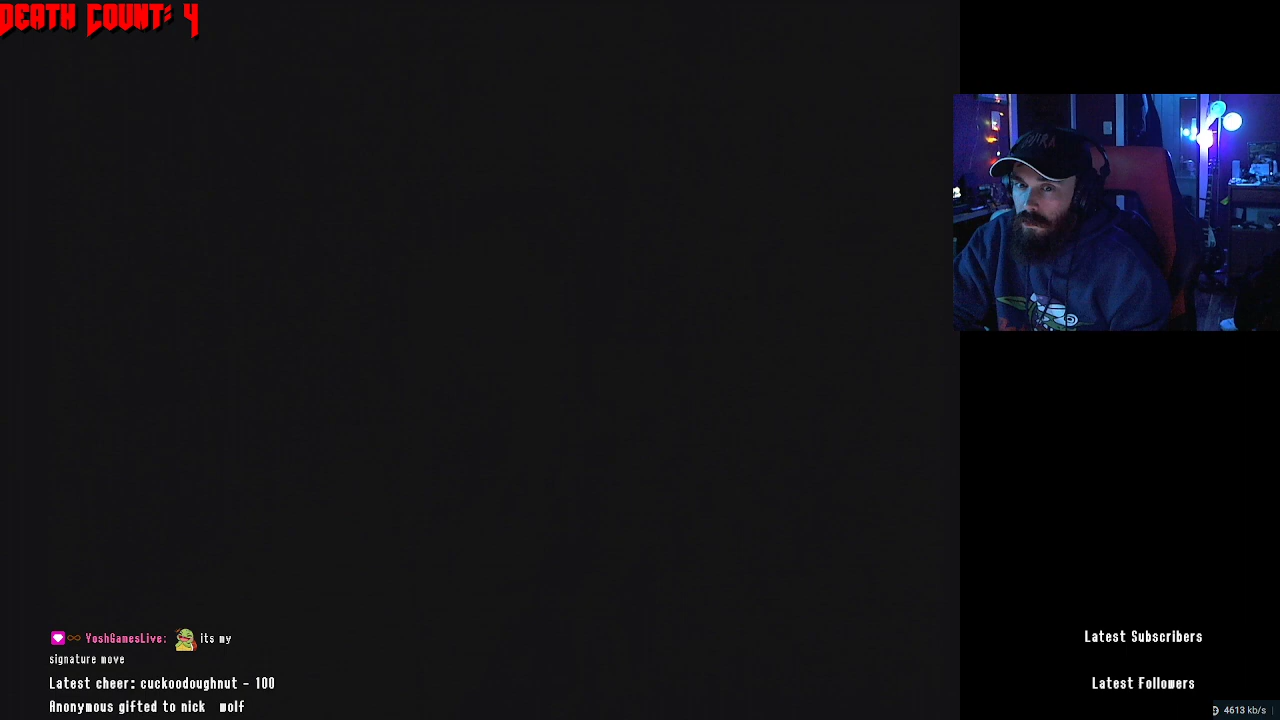 DEATH COUNT: 4
YoshGamesLive: its my
signature move
Latest cheer: cuckoodoughnut - 100
Anonymous gifted to nick wolf
Latest Subscribers
Latest Followers
4613 kb/s